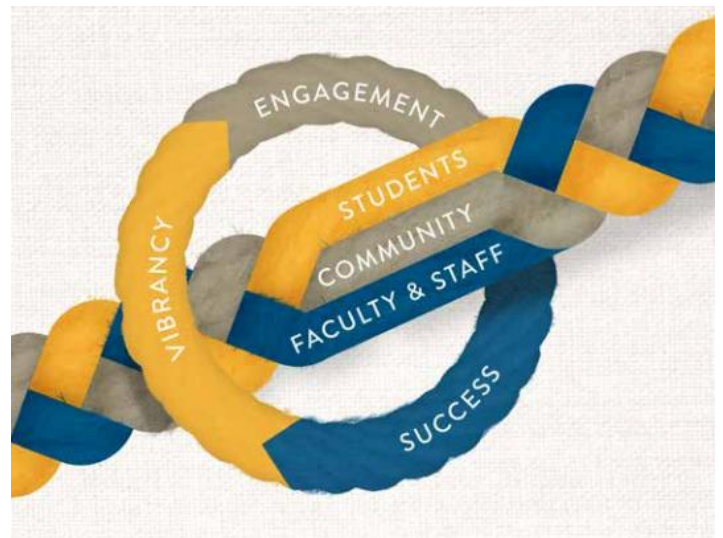 ENGAGEMENT
STUDENTS
COMMUNITY
FACULTY & STAFF
VIBRANCY
SUCCESS